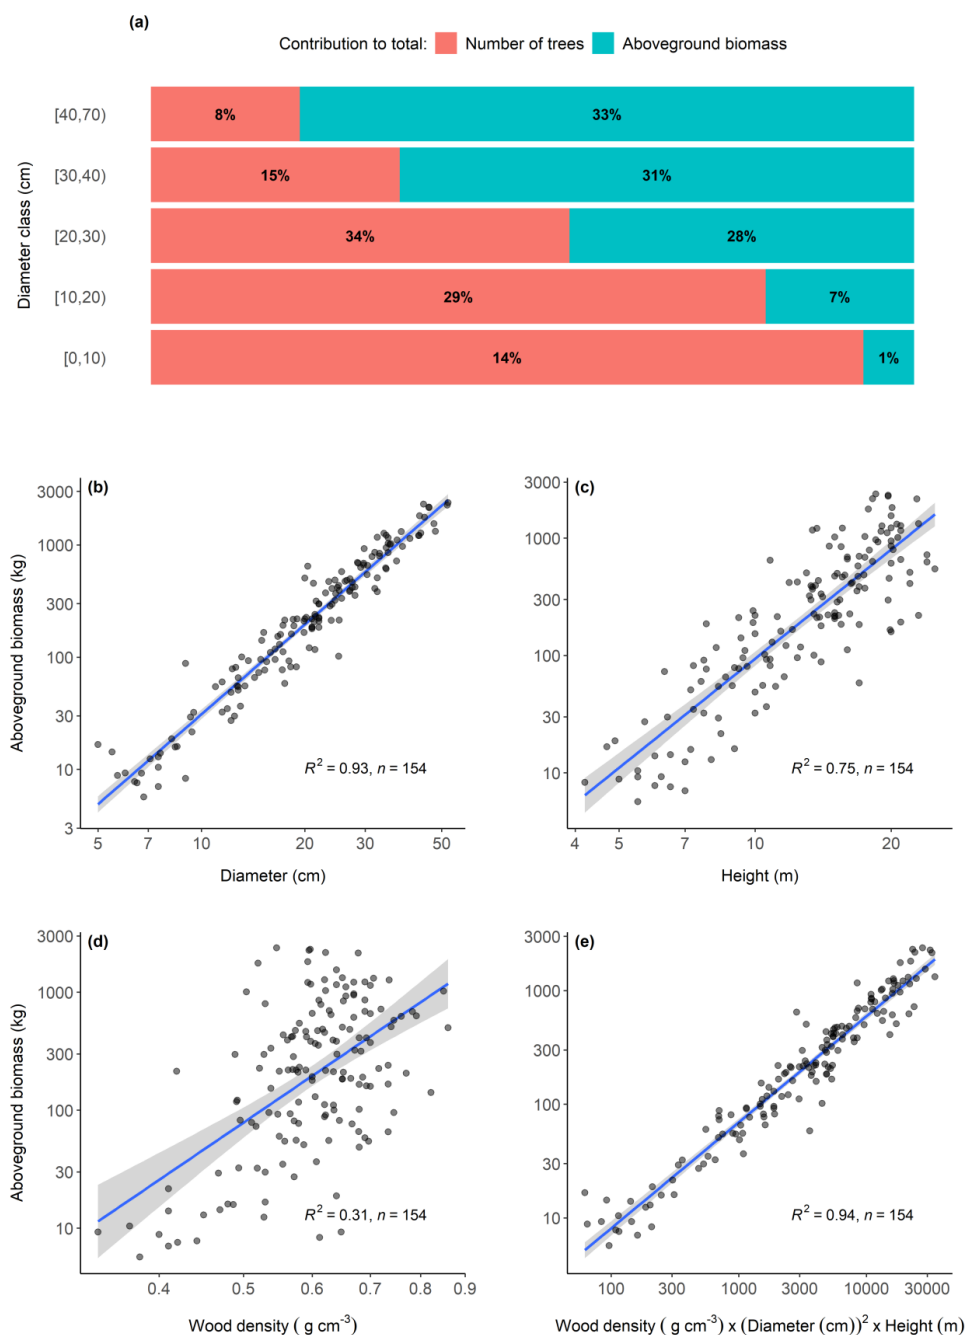 (a)
Contribution to total: Number of trees Aboveground biomass
Diameter class (cm)
[40,70) 8% 33%
[30,40) 15% 31%
[20,30) 34% 28%
[10,20) 29% 7%
[0,10) 14% 1%
(b)
Aboveground biomass (kg)
3000
1000
300
100
30
10
3
R² = 0.93, n = 154
5 7 10 20 30 50
Diameter (cm)
(c)
3000
1000
300
100
30
10
R² = 0.75, n = 154
4 5 7 10 20
Height (m)
(d)
Aboveground biomass (kg)
3000
1000
300
100
30
10
R² = 0.31, n = 154
0.4 0.5 0.6 0.7 0.8 0.9
Wood density ( g cm⁻³)
(e)
3000
1000
300
100
30
10
R² = 0.94, n = 154
100 300 1000 3000 10000 30000
Wood density ( g cm⁻³) x (Diameter (cm))² x Height (m)